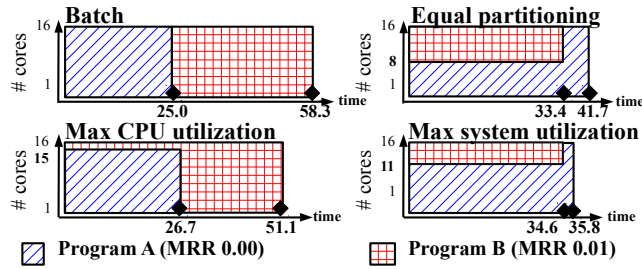 Batch
16
# cores
1
25.0
58.3
time
Equal partitioning
16
# cores
8
1
33.4
41.7
time
Max CPU utilization
16
15
# cores
1
26.7
51.1
time
Max system utilization
16
# cores
11
1
34.6
35.8
time
Program A (MRR 0.00)
Program B (MRR 0.01)